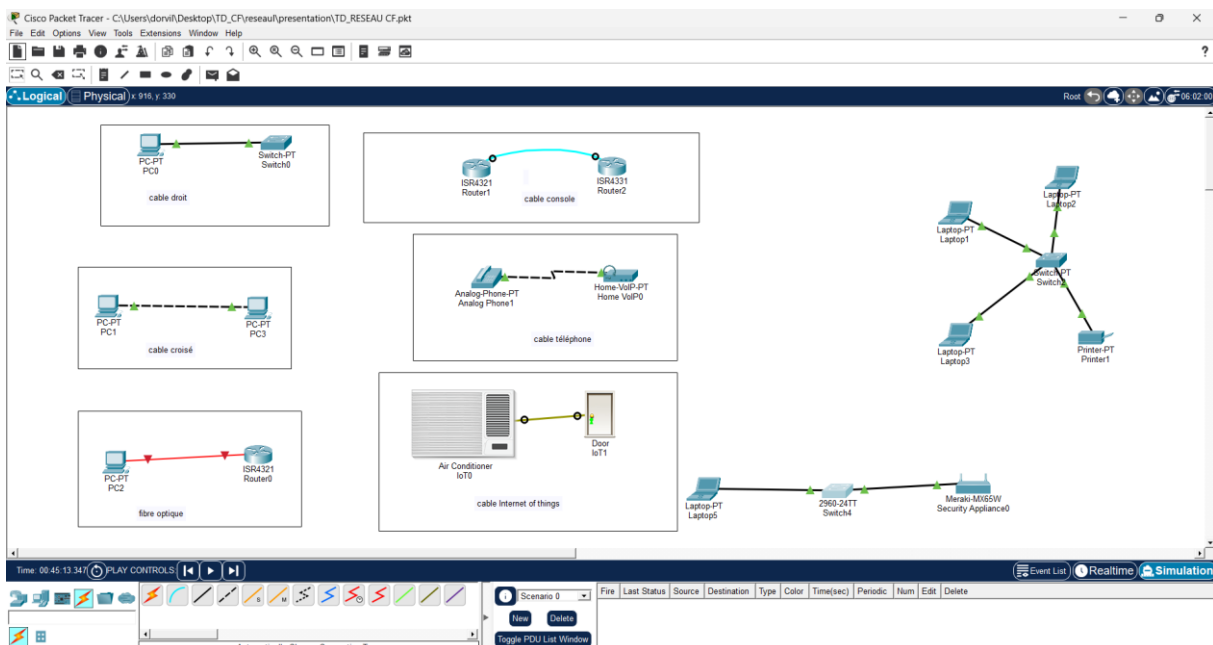 Cisco Packet Tracer - C:\Users\dorvil\Desktop\TD_CF\reseaul\presentation\TD_RESEAU CF.pkt
File Edit Options View Tools Extensions Window Help
?
Logical Physical x: 916, y: 330
Root 06:02:00
PC-PT
PC0
Switch-PT
Switch0
cable droit
ISR4321
Router1
ISR4331
Router2
cable console
Laptop-PT
Laptop2
Laptop-PT
Laptop1
Switch-PT
Laptop-PT
Laptop3
Printer-PT
Printer1
Analog-Phone-PT
Analog Phone1
Home-VoIP-PT
Home VoIP0
cable téléphone
PC-PT
PC1
PC-PT
PC3
cable croisé
Air Conditioner
IoT0
Door
IoT1
cable Internet of things
PC-PT
PC2
ISR4321
Router0
fibre optique
Laptop-PT
Laptop5
2960-24TT
Switch4
Meraki-MX65W
Security Appliance0
Time: 00:45:13.347 PLAY CONTROLS:
Event List Realtime Simulation
S M
Scenario 0
New Delete
Toggle PDU List Window
Fire Last Status Source Destination Type Color Time(sec) Periodic Num Edit Delete